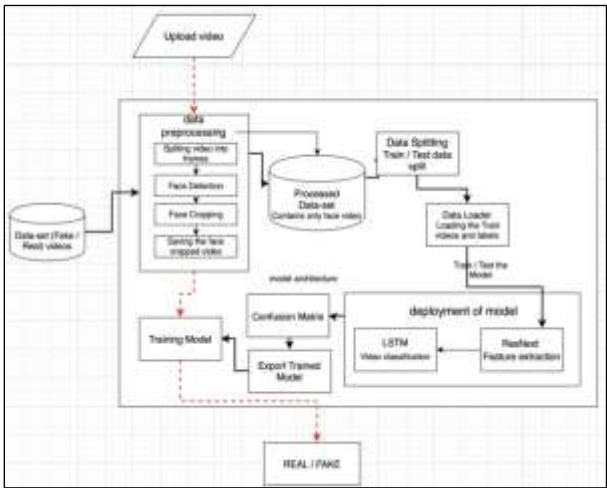 Upload video
data
preprocessing
Spliting video into
frames
Face Detection
Face Cropping
Saving the face
cropped video
Data-set (Fake /
Real) videos
Processed
Data-set
Contains only face video
Data Splitting
Train / Test data
split
Data Loader
Loading the Train
videos and labels
Train / Test the
Model
model architecture
deployment of model
ResNext
Feature extraction
LSTM
Video classification
Confusion Matrix
Export Trained
Model
Training Model
REAL / FAKE